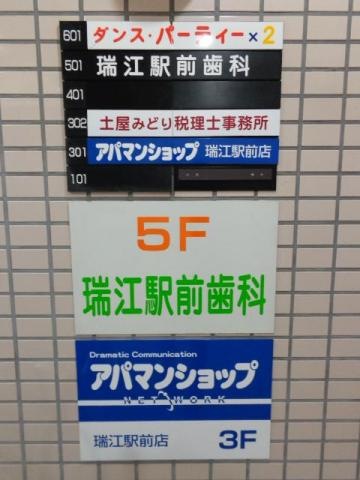 601 ダンス・パーティー×2
501 瑞江駅前歯科
401
302 土屋みどり税理士事務所
301 アパマンショップ 瑞江駅前店
101
5F
瑞江駅前歯科
Dramatic Communication
アパマンショップ
NETWORK
瑞江駅前店 3F